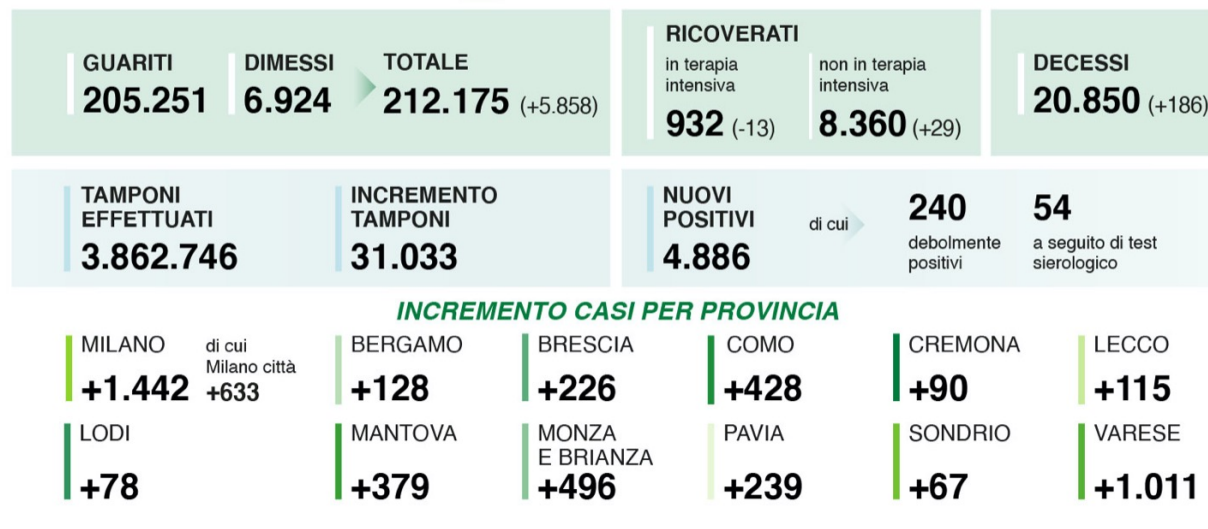 GUARITI
205.251
DIMESSI
6.924
TOTALE
212.175 (+5.858)
RICOVERATI
in terapia
intensiva
932 (-13)
non in terapia
intensiva
8.360 (+29)
DECESSI
20.850 (+186)
TAMPONI
EFFETTUATI
3.862.746
INCREMENTO
TAMPONI
31.033
NUOVI
POSITIVI
4.886
di cui
240
debolmente
positivi
54
a seguito di test
sierologico
INCREMENTO CASI PER PROVINCIA
MILANO
+1.442
di cui
Milano città
+633
BERGAMO
+128
BRESCIA
+226
COMO
+428
CREMONA
+90
LECCO
+115
LODI
+78
MANTOVA
+379
MONZA
E BRIANZA
+496
PAVIA
+239
SONDRIO
+67
VARESE
+1.011